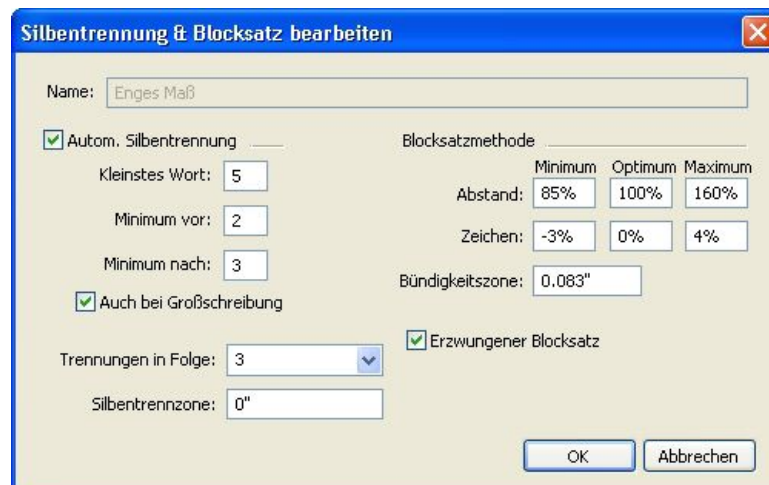 Silbentrennung & Blocksatz bearbeiten
Name: Enges Maß
Autom. Silbentrennung
Kleinstes Wort: 5
Minimum vor: 2
Minimum nach: 3
Auch bei Großschreibung
Trennungen in Folge: 3
Silbentrennzone: 0"
Blocksatzmethode
Minimum Optimum Maximum
Abstand: 85% 100% 160%
Zeichen: -3% 0% 4%
Bündigkeitszone: 0.083"
Erzwungener Blocksatz
OK Abbrechen